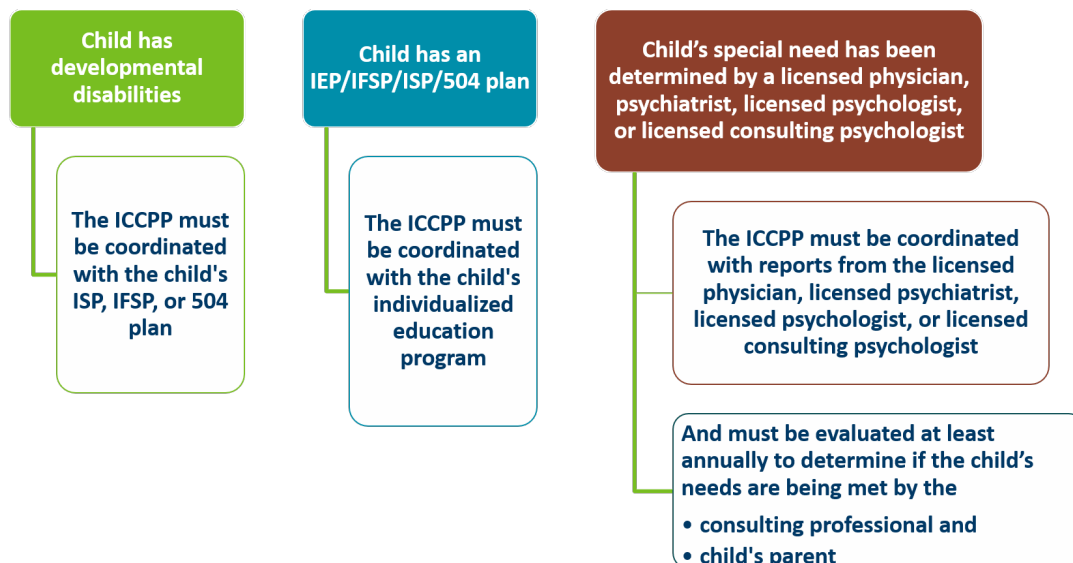 Child has
developmental
disabilities
The ICCPP must
be coordinated
with the child's
ISP, IFSP, or 504
plan
Child has an
IEP/IFSP/ISP/504 plan
The ICCPP must
be coordinated
with the child's
individualized
education
program
Child’s special need has been
determined by a licensed physician,
psychiatrist, licensed psychologist,
or licensed consulting psychologist
The ICCPP must be coordinated
with reports from the licensed
physician, licensed psychiatrist,
licensed psychologist, or licensed
consulting psychologist
And must be evaluated at least
annually to determine if the child’s
needs are being met by the
• consulting professional and
• child's parent